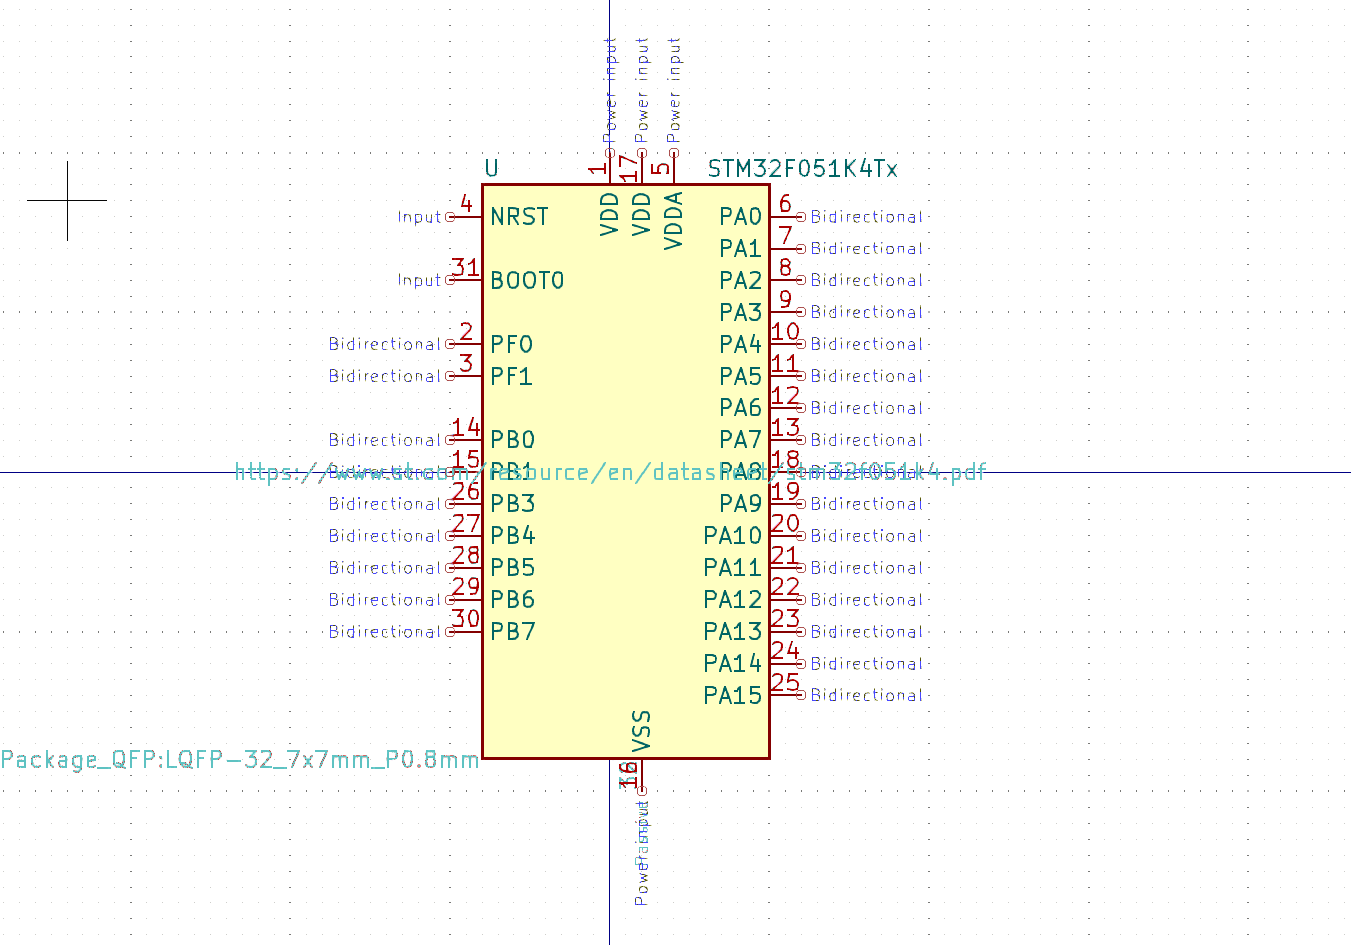 Power input
Power input
Power input
U
STM32F051K4Tx
1
17
5
VDD
VDD
VDDA
Input 4 NRST
PA0 6 Bidirectional
PA1 7 Bidirectional
Input 31 BOOT0
PA2 8 Bidirectional
PA3 9 Bidirectional
Bidirectional 2 PF0
PA4 10 Bidirectional
Bidirectional 3 PF1
PA5 11 Bidirectional
PA6 12 Bidirectional
Bidirectional 14 PB0
PA7 13 Bidirectional
Bidirectional 15 PB1
PA8 18 Bidirectional
https://www.st.com/resource/en/datasheet/stm32f051k4.pdf
Bidirectional 26 PB3
PA9 19 Bidirectional
Bidirectional 27 PB4
PA10 20 Bidirectional
Bidirectional 28 PB5
PA11 21 Bidirectional
Bidirectional 29 PB6
PA12 22 Bidirectional
Bidirectional 30 PB7
PA13 23 Bidirectional
PA14 24 Bidirectional
PA15 25 Bidirectional
VSS
Package_QFP:LQFP-32_7x7mm_P0.8mm
16
Power input